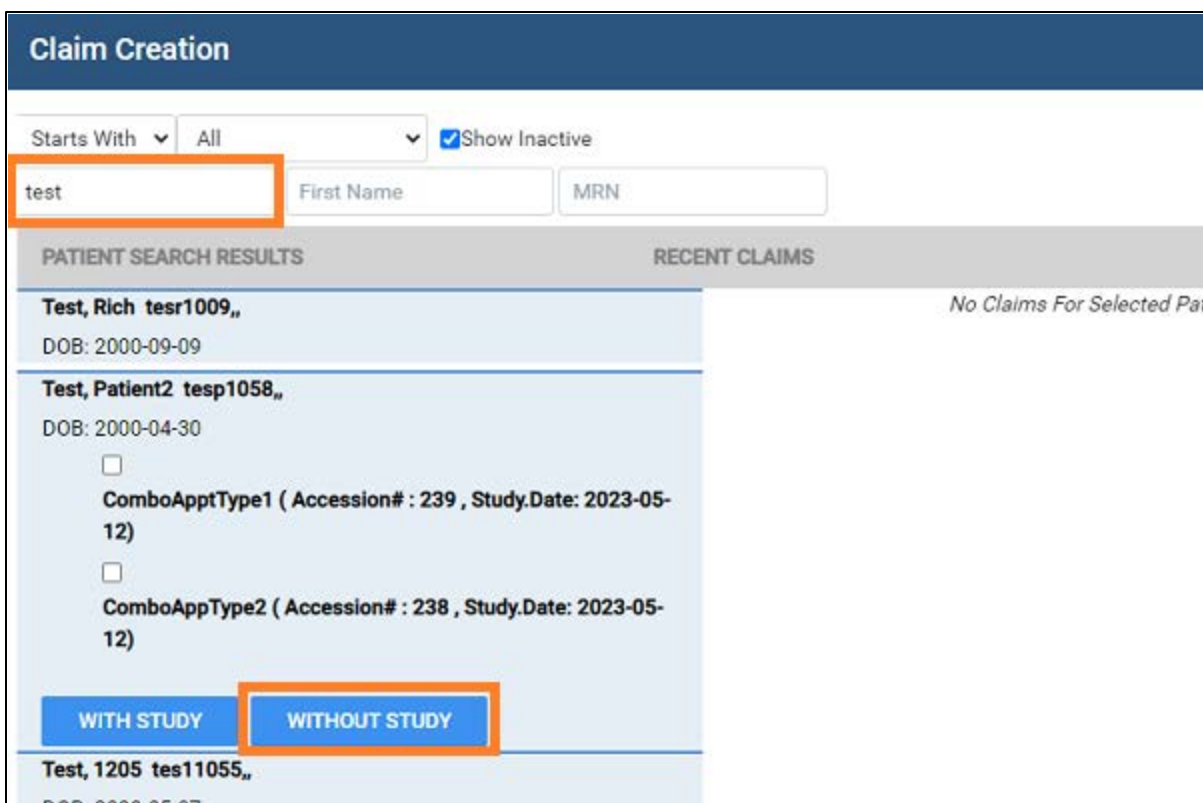 Claim Creation
Starts With All Show Inactive
test First Name MRN
PATIENT SEARCH RESULTS RECENT CLAIMS
Test, Rich tesr1009,,
No Claims For Selected
DOB: 2000-09-09
Test, Patient2 tesp1058,,
DOB: 2000-04-30
ComboApptType1 ( Accession# : 239 , Study.Date: 2023-05-
12)
ComboAppType2 ( Accession# : 238 , Study.Date: 2023-05-
12)
WITH STUDY WITHOUT STUDY
Test, 1205 tes11055,,